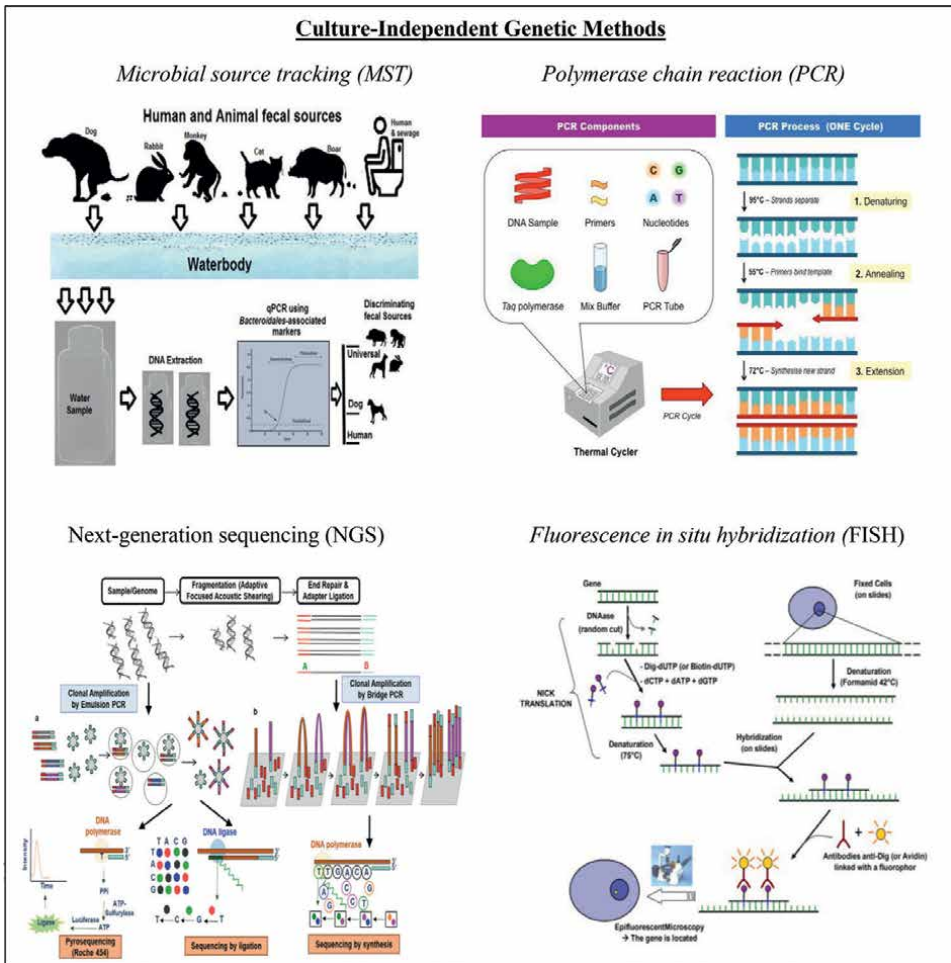 Culture-Independent Genetic Methods
Microbial source tracking (MST)
Human and Animal fecal sources
Dog
Rabbit
Monkey
Cat
Boar
Human
& sewage
Waterbody
Water
Sample
DNA Extraction
qPCR using
Bacteroidales-associated
markers
Discriminating
fecal Sources
Universal
Dog
Human
Polymerase chain reaction (PCR)
PCR Components
DNA Sample
Primers
C G
A T
Nucleotides
Taq polymerase
Mix Buffer
PCR Tube
°C
Thermal Cycler
PCR Cycle
PCR Process (ONE Cycle)
95°C – Strands separate
1. Denaturing
55°C – Primers bind template
2. Annealing
72°C – Synthesise new strand
3. Extension
Next-generation sequencing (NGS)
Sample/Genome
Fragmentation (Adaptive
Focused Acoustic Shearing)
End Repair &
Adapter Ligation
A B
Clonal Amplification
by Emulsion PCR
Clonal Amplification
by Bridge PCR
a
b
Intensity
Time
DNA
polymerase
3'
5'
PPi
ATP-
Sulfurylase
ATP
Luciferase
Pyrosequencing
(Roche 454)
T A C G
T
A
C
G
DNA ligase
3'
5'
T C G T
Sequencing by ligation
DNA polymerase
3'
5'
T T G A C A
A C G
G C T
Sequencing by synthesis
Fluorescence in situ hybridization (FISH)
Gene
DNAase
(random cut)
- Dig-dUTP (or Biotin-dUTP)
- dCTP + dATP + dGTP
NICK
TRANSLATION
Denaturation
Fixed Cells
(on slides)
Denaturation
(Formamid 42°C)
Hybridization
(on slides)
+
Antibodies anti-Dig (or Avidin)
linked with a fluorophor
EpifluorescentMicroscopy
→ The gene is located